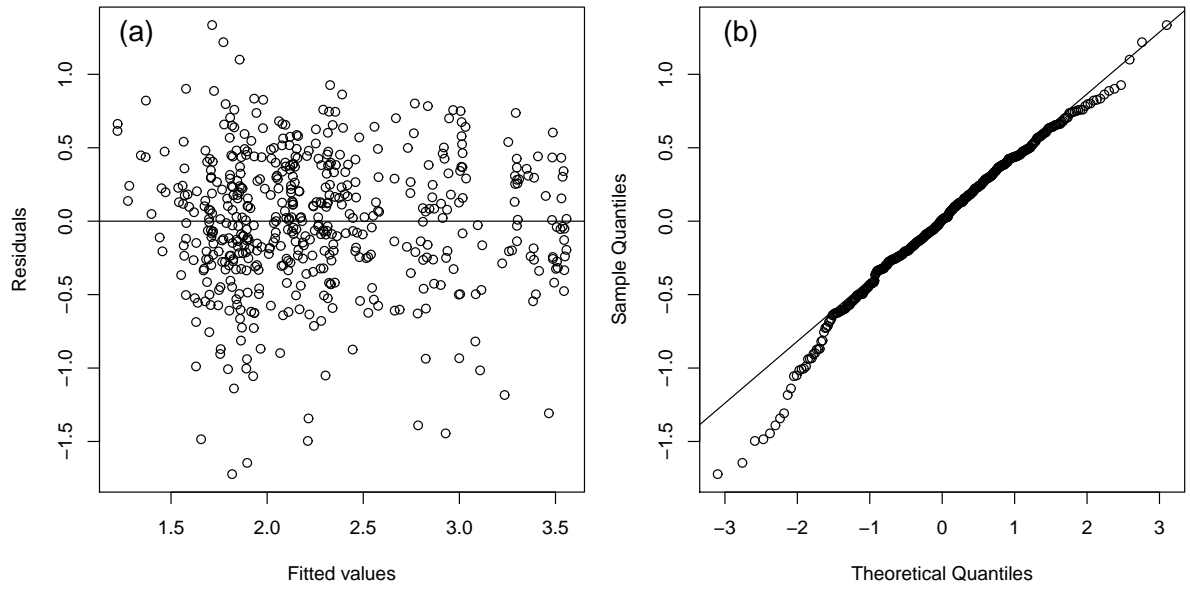 (a)
1.0
0.5
0.0
−0.5
−1.0
−1.5
Residuals
1.5 2.0 2.5 3.0 3.5
Fitted values
(b)
1.0
0.5
0.0
−0.5
−1.0
−1.5
Sample Quantiles
−3 −2 −1 0 1 2 3
Theoretical Quantiles